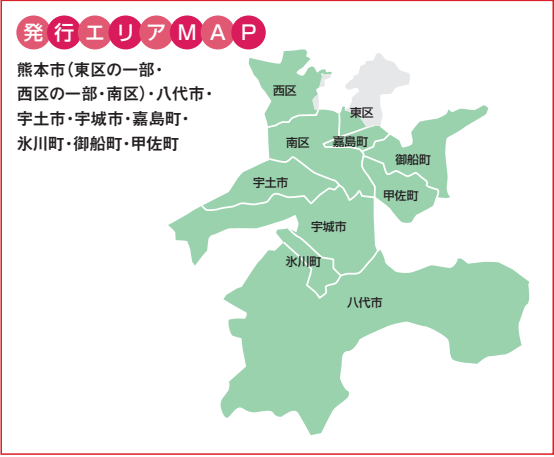 発行エリアMAP
熊本市（東区の一部・
西区の一部・南区）・八代市・
宇土市・宇城市・嘉島町・
氷川町・御船町・甲佐町
西区
東区
南区
嘉島町
御船町
宇土市
甲佐町
宇城市
氷川町
八代市